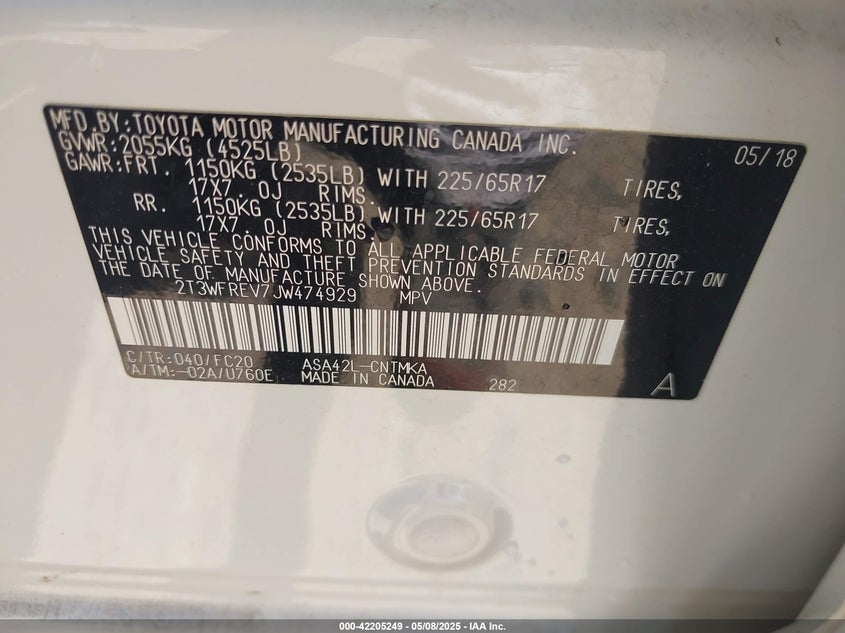 MFD.BY:TOYOTA MOTOR MANUFACTURING CANADA INC. 05/18
GVWR:2055KG (4525LB)
GAWR:FRT. 1150KG (2535LB) WITH 225/65R17 TIRES,
17X7.0J RIMS.
RR. 1150KG (2535LB) WITH 225/65R17 TIRES,
17X7.0J RIMS.
THIS VEHICLE CONFORMS TO ALL APPLICABLE FEDERAL MOTOR
VEHICLE SAFETY AND THEFT PREVENTION STANDARDS IN EFFECT ON
THE DATE OF MANUFACTURE SHOWN ABOVE.
2T3WFREV7JW474929 MPV
C/TR:040/FC20 ASA42L-CNTMKA
A/TM:-02A/U760E MADE IN CANADA 282 A
000-42205249 - 05/08/2025 - IAA Inc.